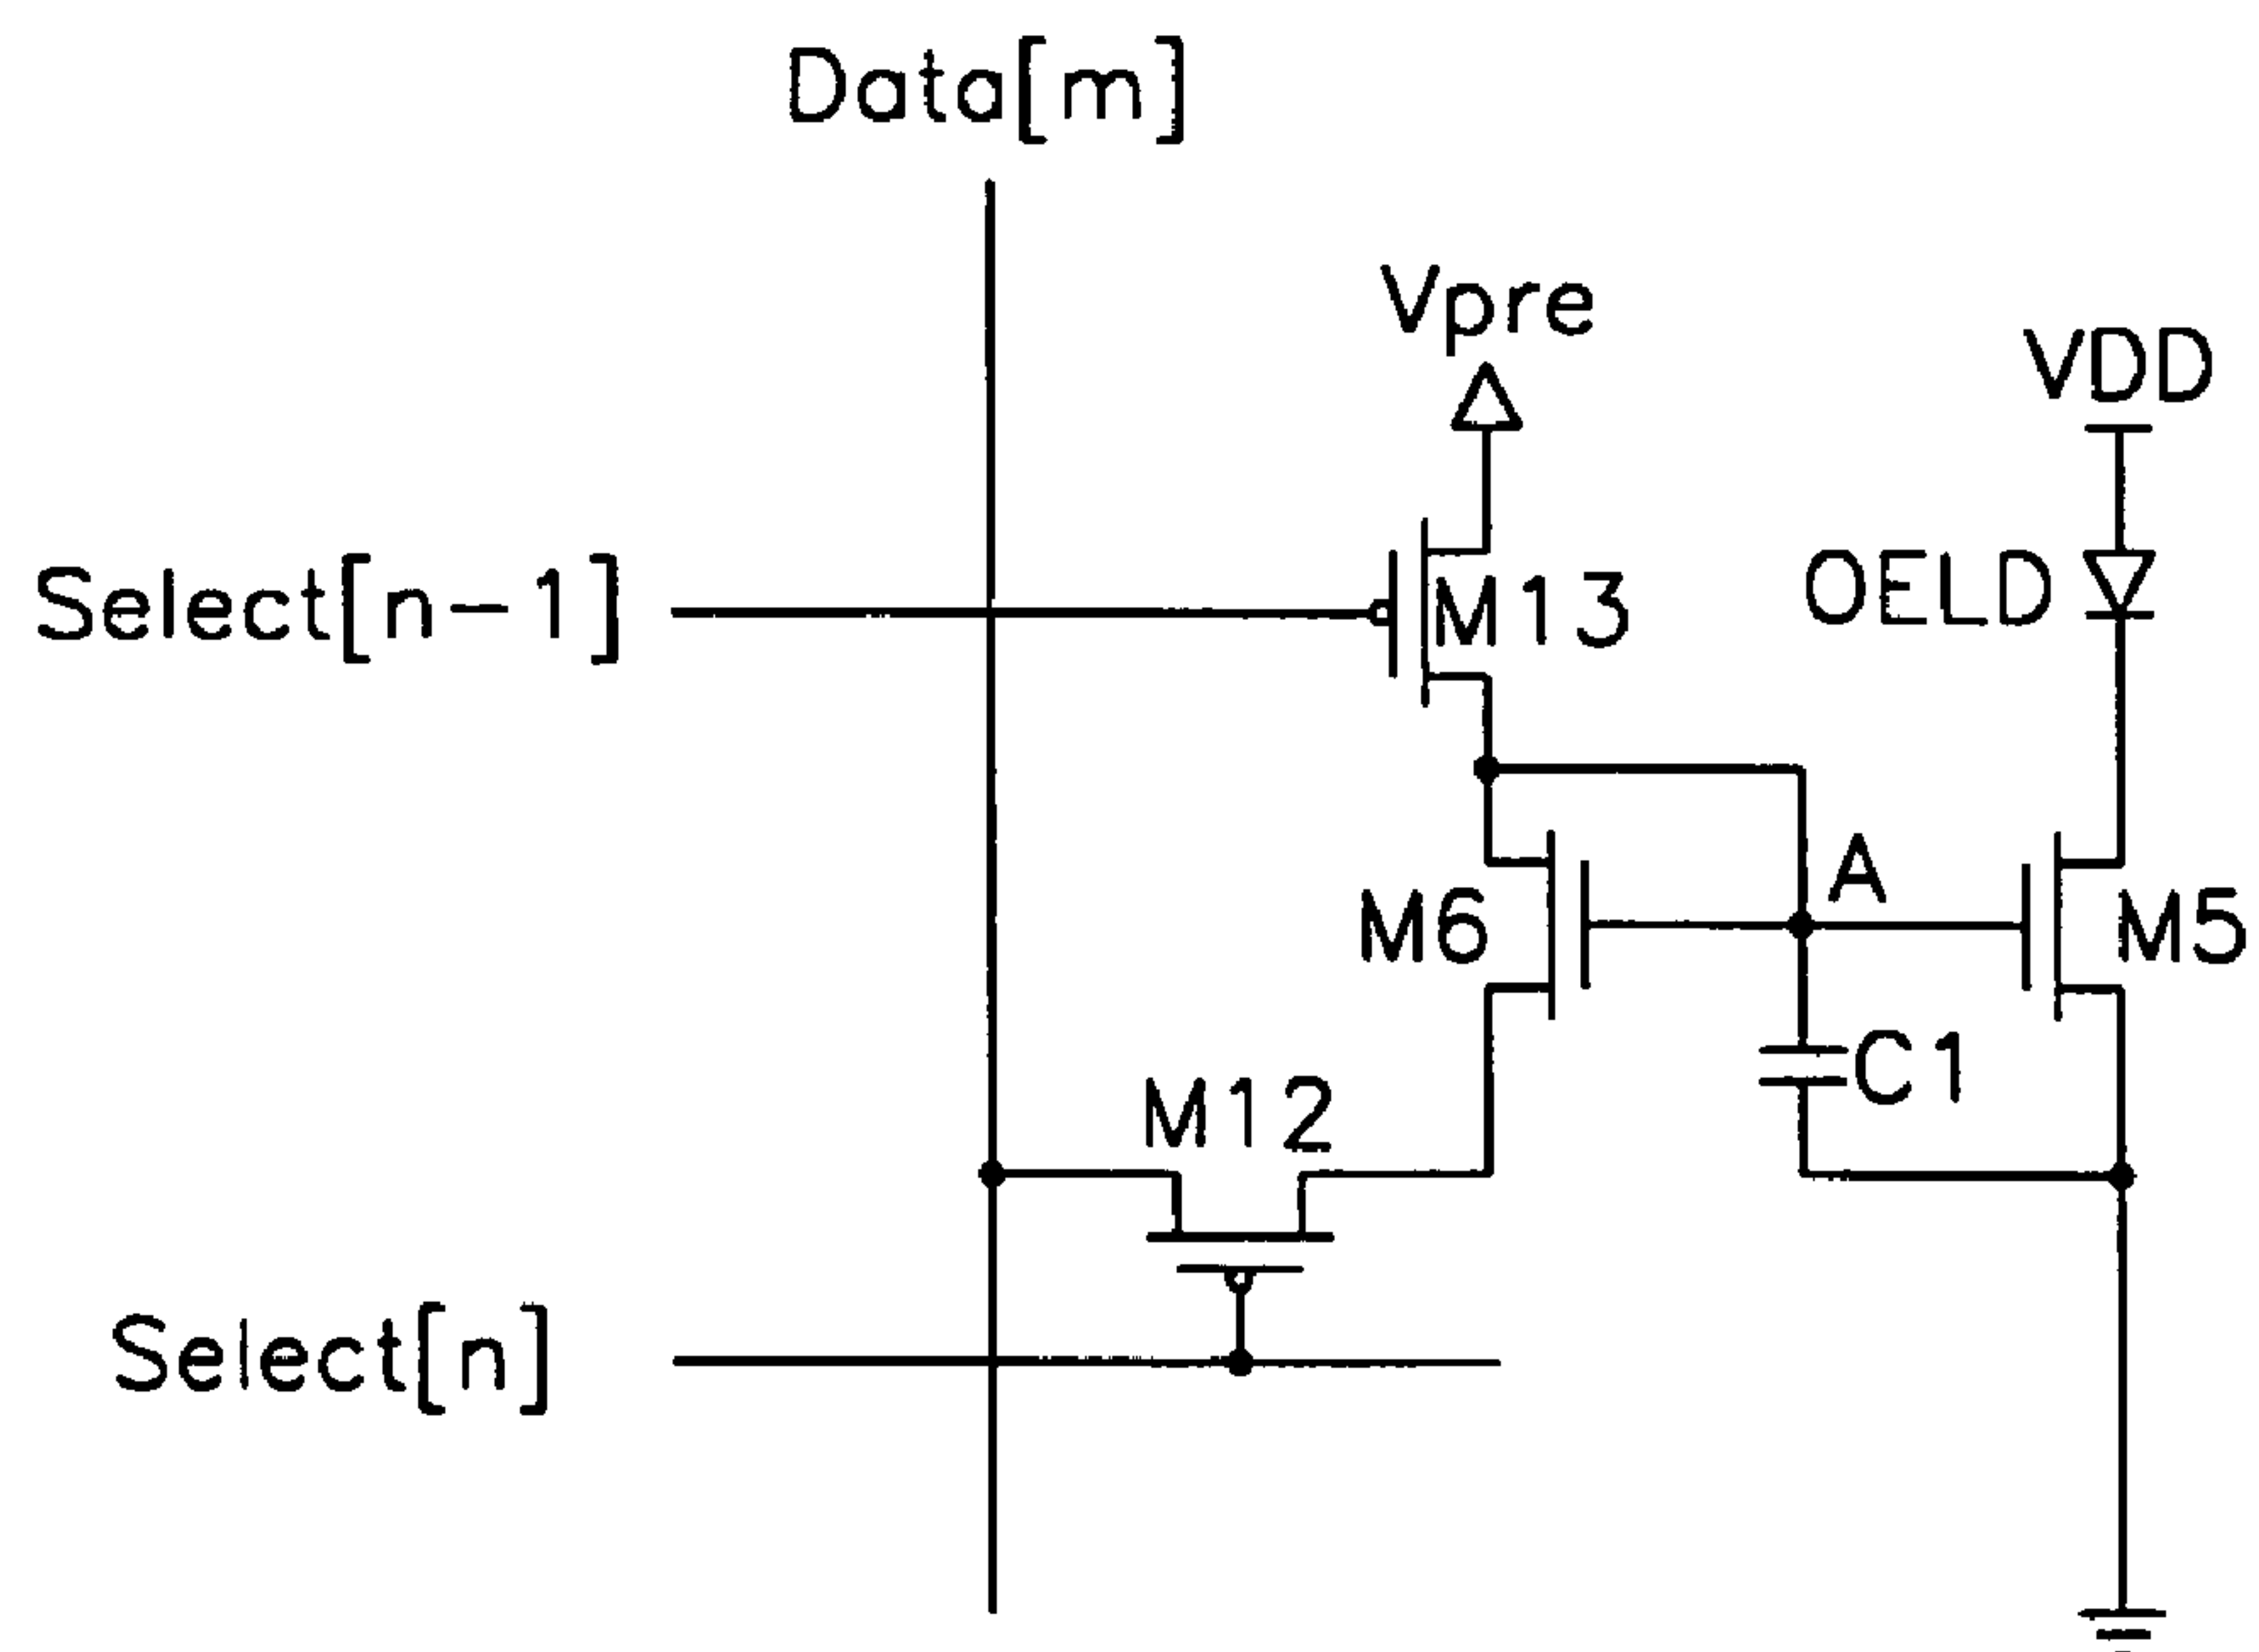 Data[m]
Vpre
VDD
Select[n-1]
M13
OELD
A
M6
M5
C1
M12
Select[n]